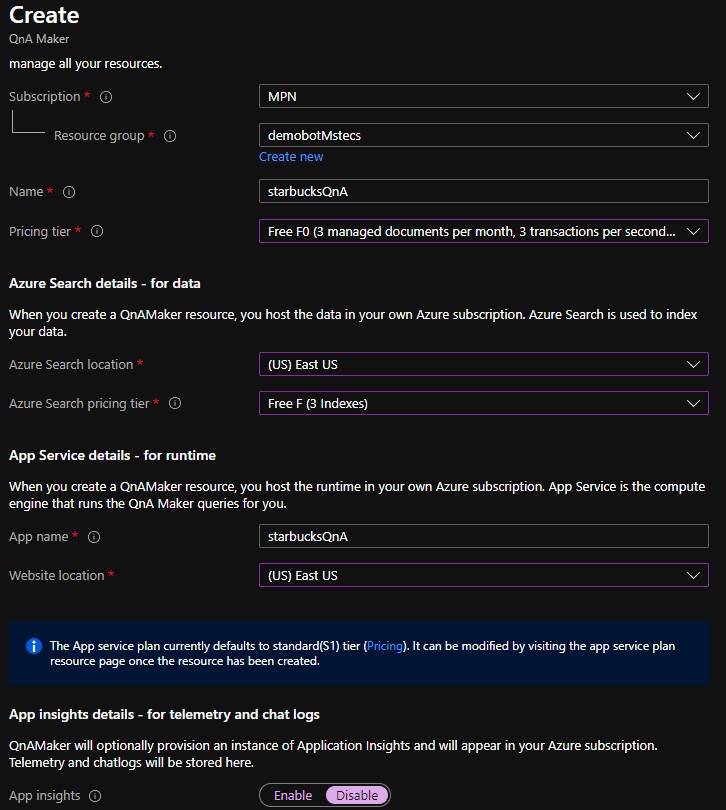 Create
QnA Maker
manage all your resources.
Subscription *
MPN
Resource group *
demobotMstecs
Create new
Name *
starbucksQnA
Pricing tier *
Free F0 (3 managed documents per month, 3 transactions per second...
Azure Search details - for data
When you create a QnAMaker resource, you host the data in your own Azure subscription. Azure Search is used to index
your data.
Azure Search location *
(US) East US
Azure Search pricing tier *
Free F (3 Indexes)
App Service details - for runtime
When you create a QnAMaker resource, you host the runtime in your own Azure subscription. App Service is the compute
engine that runs the QnA Maker queries for you.
App name *
starbucksQnA
Website location *
(US) East US
The App service plan currently defaults to standard(S1) tier (Pricing). It can be modified by visiting the app service plan
resource page once the resource has been created.
App insights details - for telemetry and chat logs
QnAMaker will optionally provision an instance of Application Insights and will appear in your Azure subscription.
Telemetry and chatlogs will be stored here.
App insights
Enable Disable